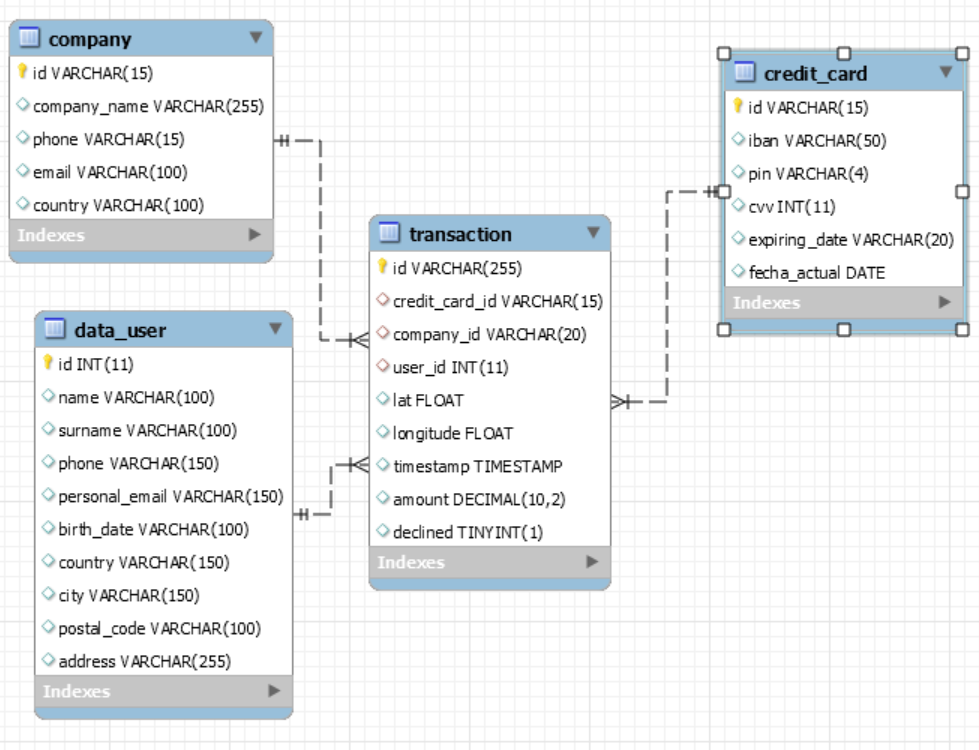 company
id VARCHAR(15)
company_name VARCHAR(255)
phone VARCHAR(15)
email VARCHAR(100)
country VARCHAR(100)
Indexes
data_user
id INT(11)
name VARCHAR(100)
surname VARCHAR(100)
phone VARCHAR(150)
personal_email VARCHAR(150)
birth_date VARCHAR(100)
country VARCHAR(150)
city VARCHAR(150)
postal_code VARCHAR(100)
address VARCHAR(255)
Indexes
transaction
id VARCHAR(255)
credit_card_id VARCHAR(15)
company_id VARCHAR(20)
user_id INT(11)
lat FLOAT
longitude FLOAT
timestamp TIMESTAMP
amount DECIMAL(10,2)
declined TINYINT(1)
Indexes
credit_card
id VARCHAR(15)
iban VARCHAR(50)
pin VARCHAR(4)
cvv INT(11)
expiring_date VARCHAR(20)
fecha_actual DATE
Indexes